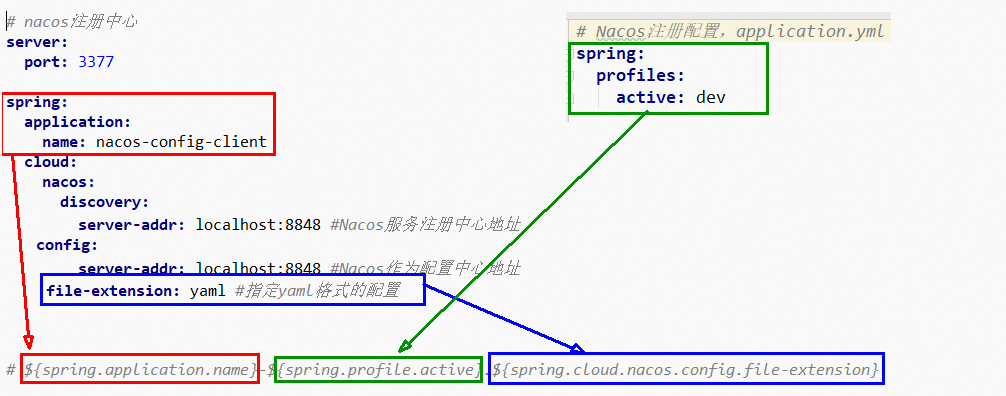 # nacos注册中心
server:
  port: 3377
spring:
  application:
    name: nacos-config-client
  cloud:
    nacos:
      discovery:
        server-addr: localhost:8848 #Nacos服务注册中心地址
   config:
        server-addr: localhost:8848 #Nacos作为配置中心地址
    file-extension: yaml #指定yaml格式的配置
# Nacos注册配置，application.yml
spring:
  profiles:
    active: dev
# ${spring.application.name}-${spring.profile.active}.${spring.cloud.nacos.config.file-extension}